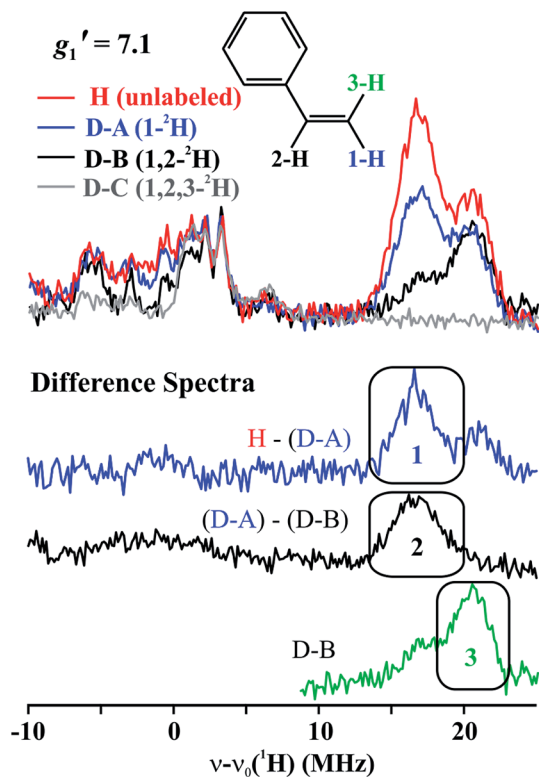 g₁′ = 7.1
H (unlabeled)
D-A (1-²H)
D-B (1,2-²H)
D-C (1,2,3-²H)
3-H
2-H
1-H
Difference Spectra
H - (D-A)
1
(D-A) - (D-B)
2
D-B
3
-10 0 10 20
ν-ν₀(¹H) (MHz)